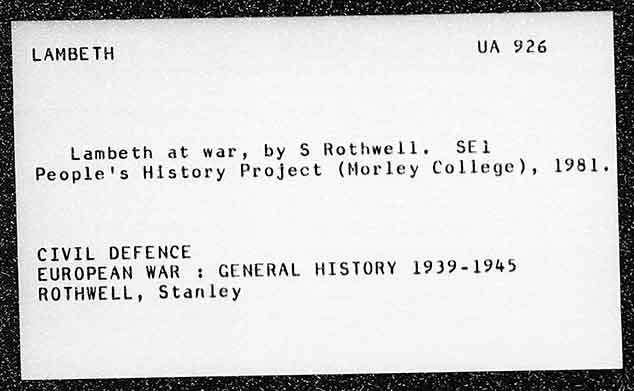 LAMBETH
UA 926
Lambeth at war, by S Rothwell. SE1
People's History Project (Morley College), 1981.
CIVIL DEFENCE
EUROPEAN WAR : GENERAL HISTORY 1939-1945
ROTHWELL, Stanley